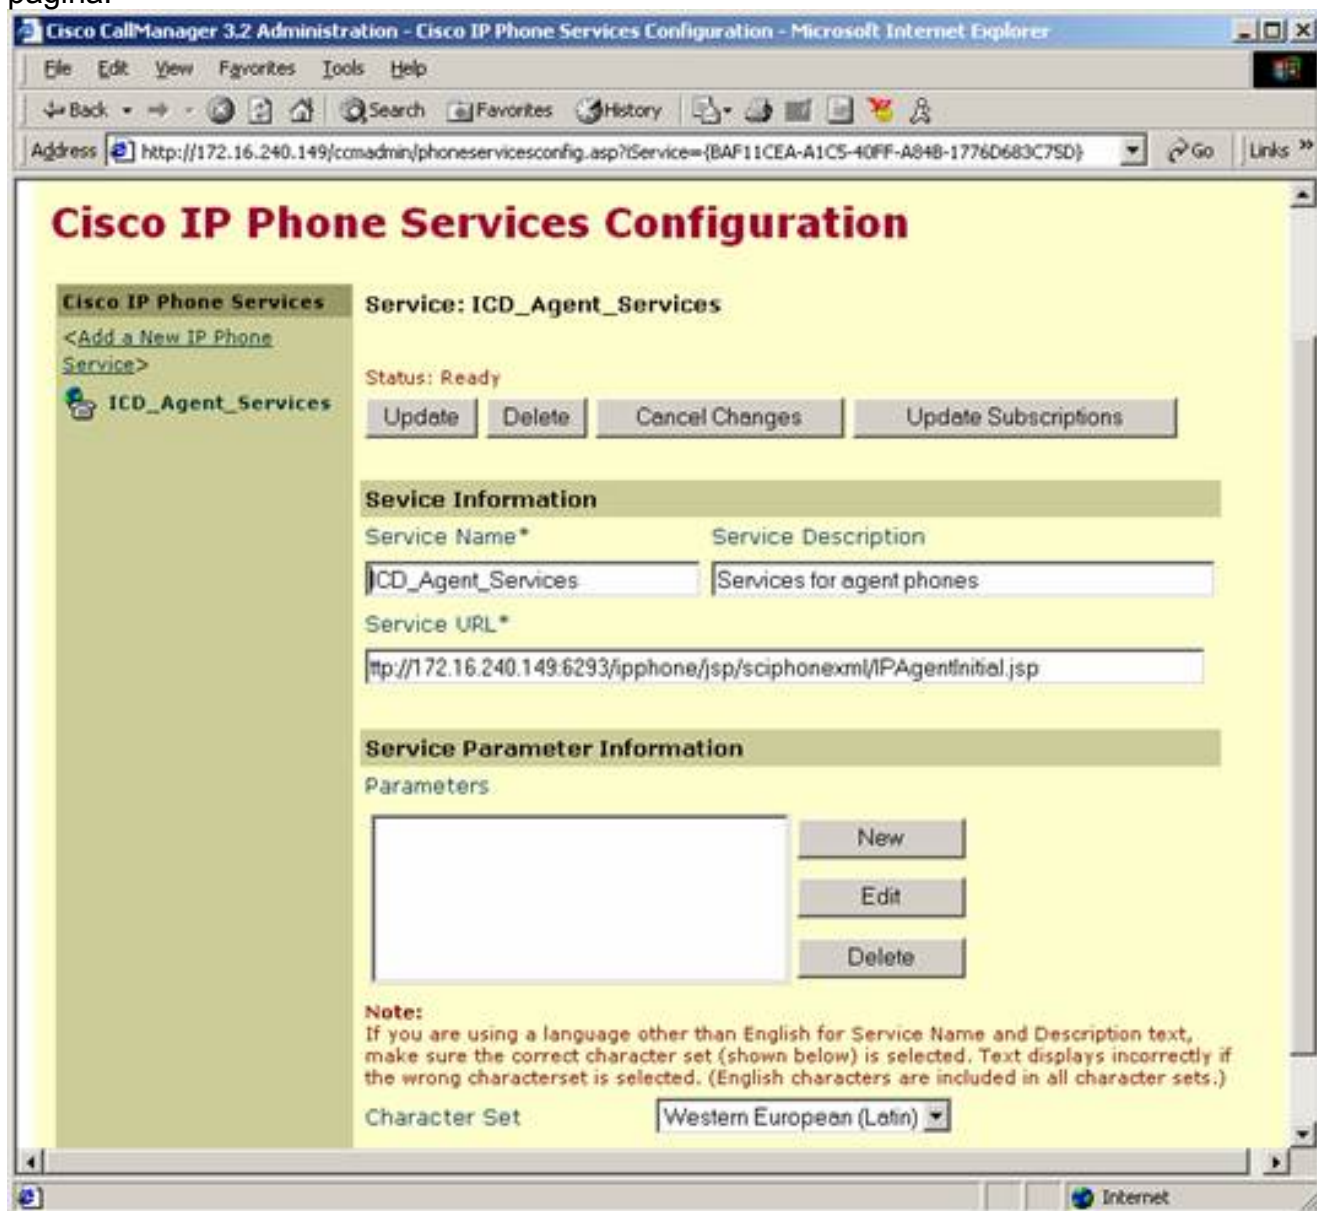 pagina.
Cisco CallManager 3.2 Administration - Cisco IP Phone Services Configuration - Microsoft Internet Explorer
File Edit View Favorites Tools Help
Back Search Favorites History
Address http://172.16.240.149/ccmadmin/phoneservicesconfig.asp?iService={BAF11CEA-A1C5-40FF-A84B-1776D683C75D} Go Links »
Cisco IP Phone Services Configuration
Cisco IP Phone Services
<Add a New IP Phone
Service>
ICD_Agent_Services
Service: ICD_Agent_Services
Status: Ready
Update Delete Cancel Changes Update Subscriptions
Sevice Information
Service Name* Service Description
ICD_Agent_Services Services for agent phones
Service URL*
ttp://172.16.240.149:6293/ipphone/jsp/sciphonexml/IPAgentInitial.jsp
Service Parameter Information
Parameters
New
Edit
Delete
Note:
If you are using a language other than English for Service Name and Description text,
make sure the correct character set (shown below) is selected. Text displays incorrectly if
the wrong characterset is selected. (English characters are included in all character sets.)
Character Set Western European (Latin)
Internet